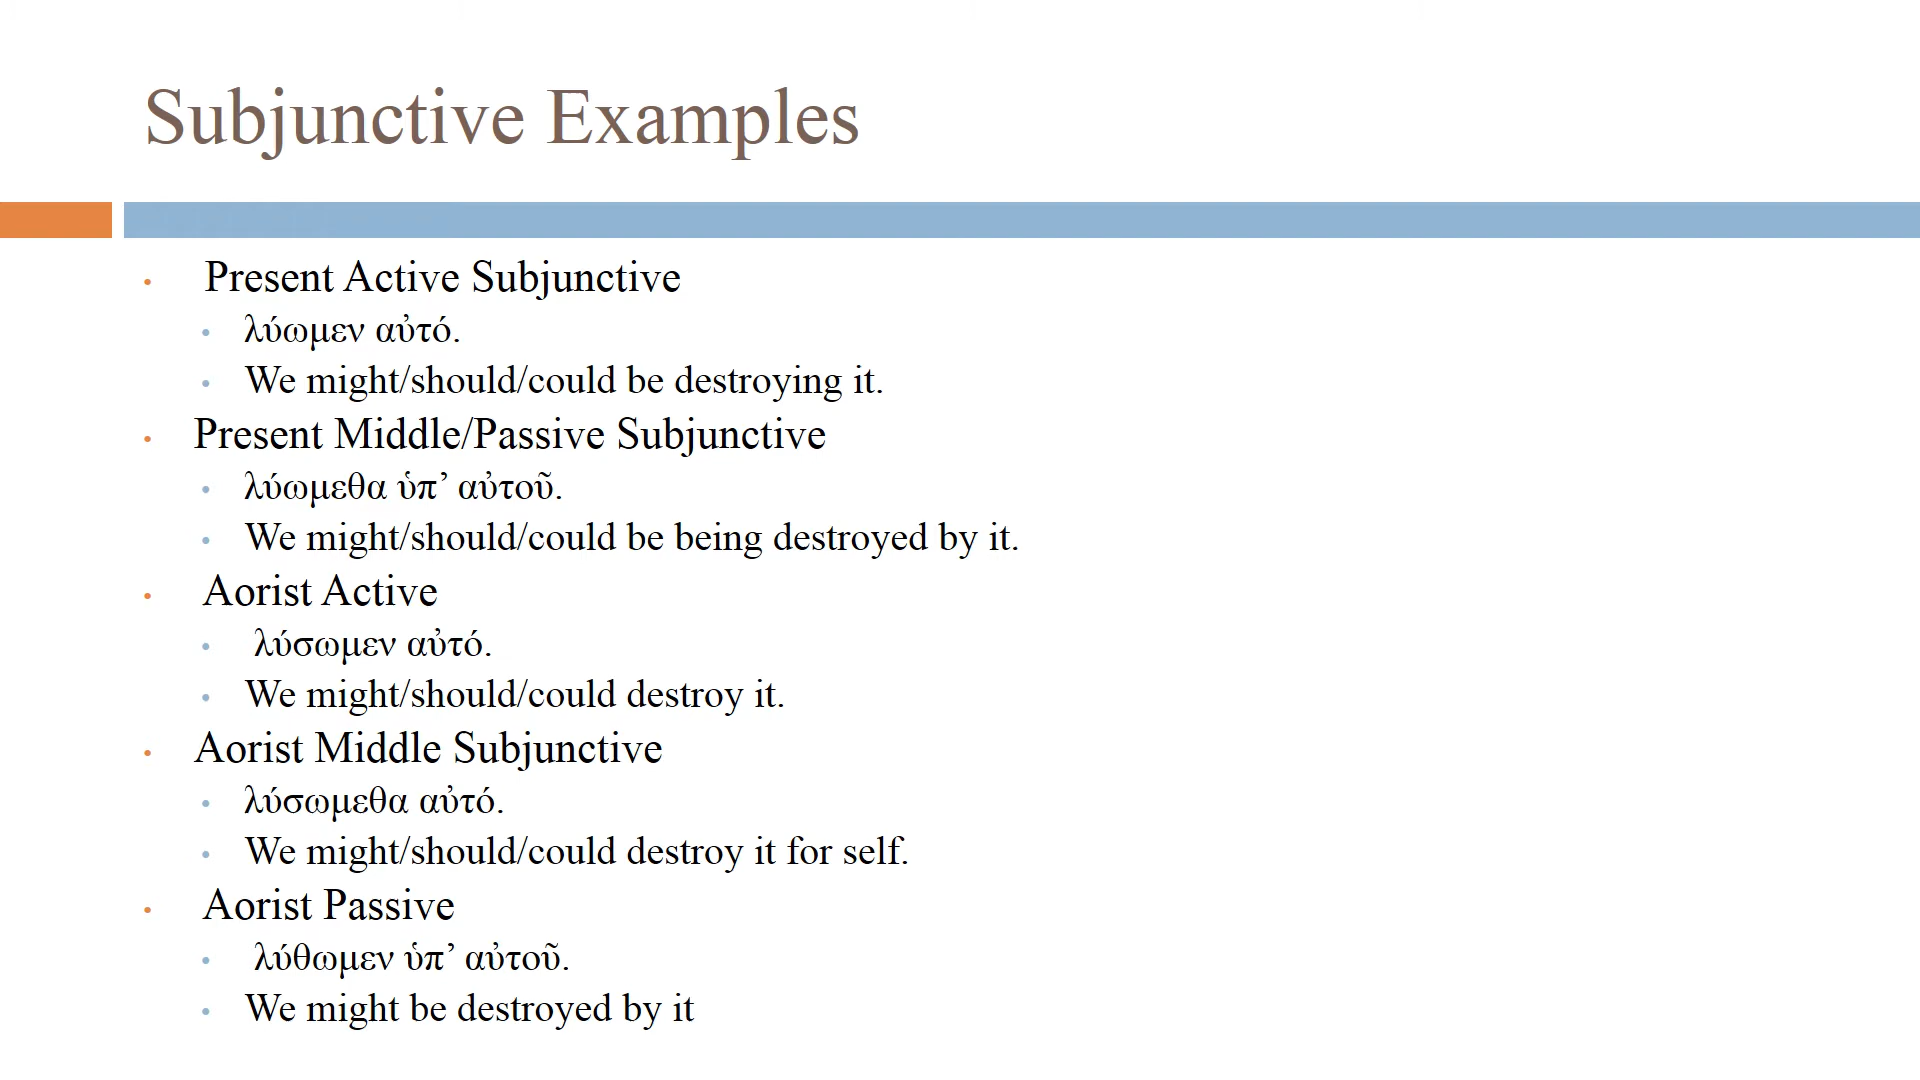 Subjunctive Examples
• Present Active Subjunctive
• λύωμεν αὐτό.
• We might/should/could be destroying it.
• Present Middle/Passive Subjunctive
• λύωμεθα ὑπ’ αὐτοῦ.
• We might/should/could be being destroyed by it.
• Aorist Active
• λύσωμεν αὐτό.
• We might/should/could destroy it.
• Aorist Middle Subjunctive
• λύσωμεθα αὐτό.
• We might/should/could destroy it for self.
• Aorist Passive
• λύθωμεν ὑπ’ αὐτοῦ.
• We might be destroyed by it